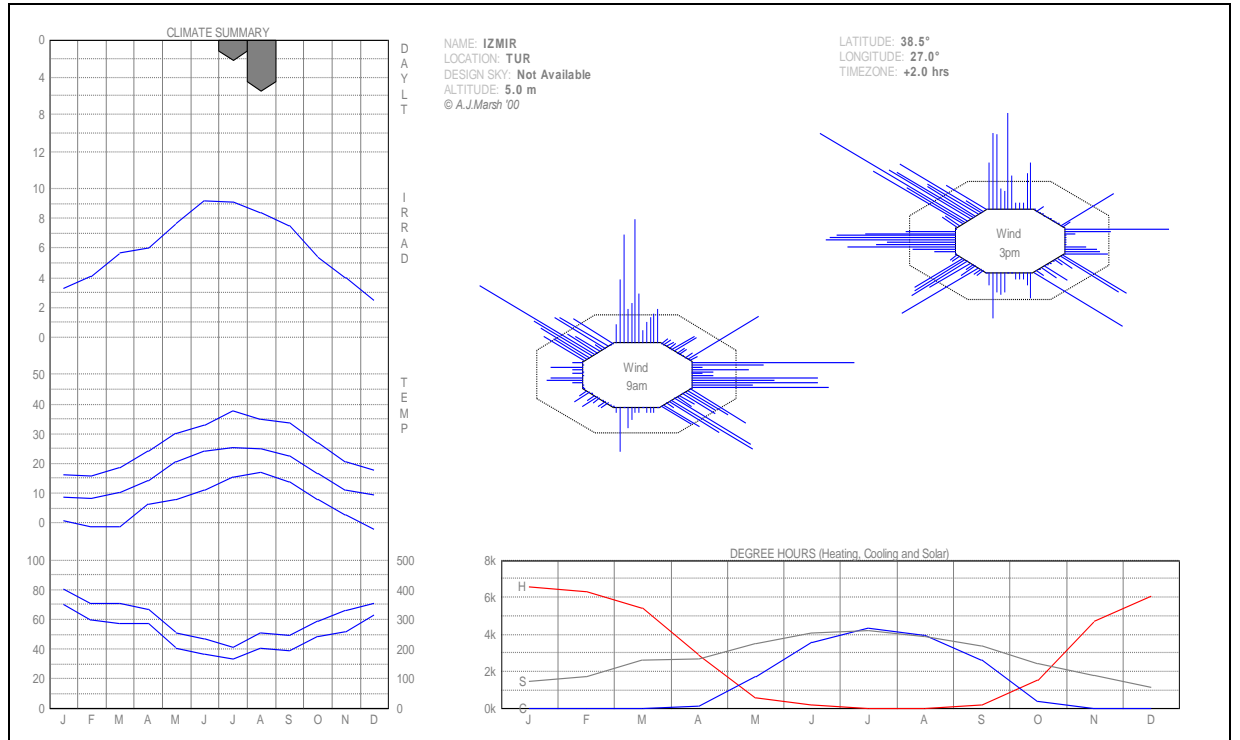 CLIMATE SUMMARY
0
4
8
12
DAYLT
10
8
6
4
2
0
IRRAD
50
40
30
20
10
0
TEMP
100
80
60
40
20
0
500
400
300
200
100
0
J F M A M J J A S O N D
NAME: IZMIR
LOCATION: TUR
DESIGN SKY: Not Available
ALTITUDE: 5.0 m
© A.J.Marsh '00
LATITUDE: 38.5°
LONGITUDE: 27.0°
TIMEZONE: +2.0 hrs
Wind
3pm
Wind
9am
DEGREE HOURS (Heating, Cooling and Solar)
8k
6k
4k
2k
0k
H
S
C
J F M A M J J A S O N D